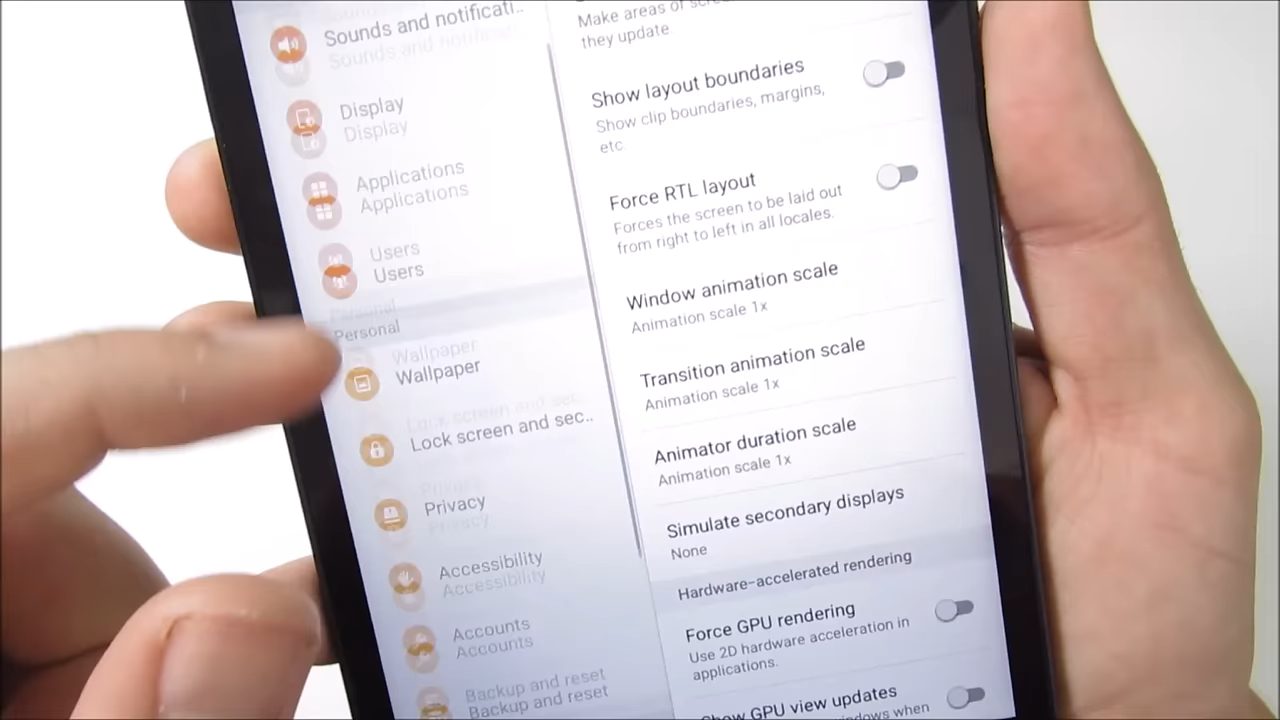 Sounds and notificati..
Display
Applications
Users
Personal
Wallpaper
Lock screen and sec..
Privacy
Accessibility
Accounts
Backup and reset
Make areas of
they update
Show layout boundaries
Show clip boundaries, margins,
etc.
Force RTL layout
Forces the screen to be laid out
from right to left in all locales.
Window animation scale
Animation scale 1x
Transition animation scale
Animation scale 1x
Animator duration scale
Animation scale 1x
Simulate secondary displays
None
Hardware-accelerated rendering
Force GPU rendering
Use 2D hardware acceleration in
applications.
Show GPU view updates
windows when